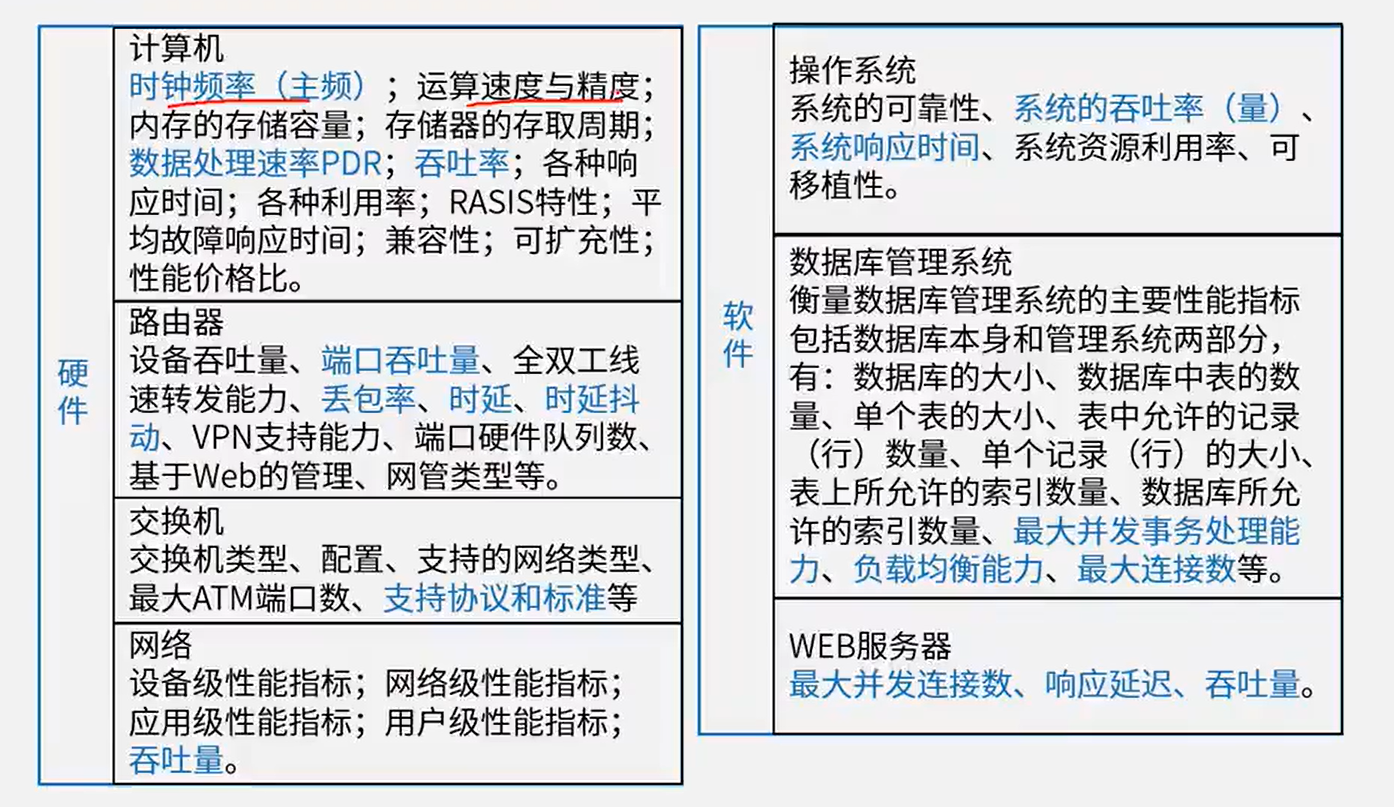 硬
件
计算机
时钟频率（主频）；运算速度与精度；
内存的存储容量；存储器的存取周期；
数据处理速率PDR；吞吐率；各种响
应时间；各种利用率；RASIS特性；平
均故障响应时间；兼容性；可扩充性；
性能价格比。
路由器
设备吞吐量、端口吞吐量、全双工线
速转发能力、丢包率、时延、时延抖
动、VPN支持能力、端口硬件队列数、
基于Web的管理、网管类型等。
交换机
交换机类型、配置、支持的网络类型、
最大ATM端口数、支持协议和标准等
网络
设备级性能指标；网络级性能指标；
应用级性能指标；用户级性能指标；
吞吐量。
软
件
操作系统
系统的可靠性、系统的吞吐率（量）、
系统响应时间、系统资源利用率、可
移植性。
数据库管理系统
衡量数据库管理系统的主要性能指标
包括数据库本身和管理系统两部分，
有：数据库的大小、数据库中表的数
量、单个表的大小、表中允许的记录
（行）数量、单个记录（行）的大小、
表上所允许的索引数量、数据库所允
许的索引数量、最大并发事务处理能
力、负载均衡能力、最大连接数等。
WEB服务器
最大并发连接数、响应延迟、吞吐量。